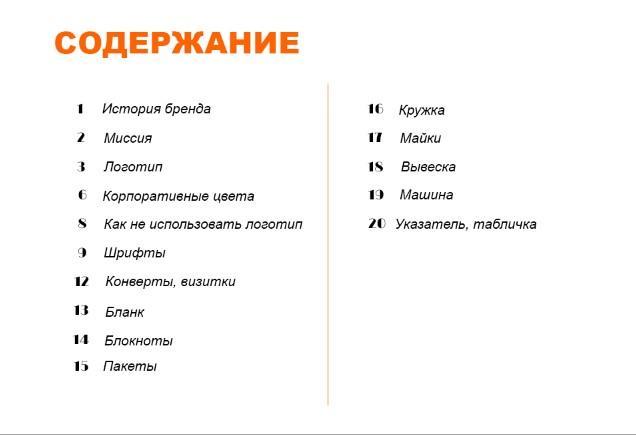 СОДЕРЖАНИЕ
1 История бренда
2 Миссия
3 Логотип
6 Корпоративные цвета
8 Как не использовать логотип
9 Шрифты
12 Конверты, визитки
13 Бланк
14 Блокноты
15 Пакеты
16 Кружка
17 Майки
18 Вывеска
19 Машина
20 Указатель, табличка